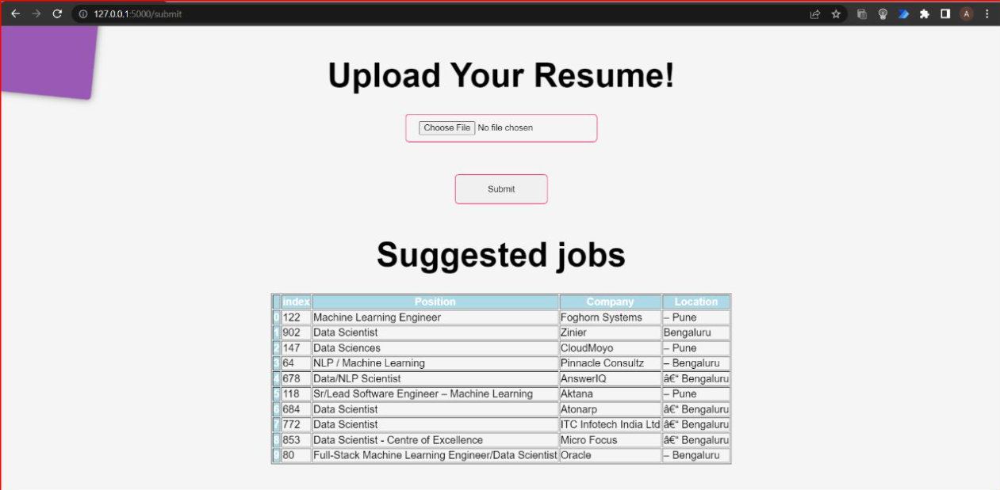 127.0.0.1:5000/submit
A
Upload Your Resume!
Choose File No file chosen
Submit
Suggested jobs
index Position Company Location
0 122 Machine Learning Engineer Foghorn Systems – Pune
1 902 Data Scientist Zinier Bengaluru
2 147 Data Sciences CloudMoyo – Pune
3 64 NLP / Machine Learning Pinnacle Consultz – Bengaluru
4 678 Data/NLP Scientist AnswerIQ â€“ Bengaluru
5 118 Sr/Lead Software Engineer – Machine Learning Aktana – Pune
6 684 Data Scientist Atonarp â€“ Bengaluru
7 772 Data Scientist ITC Infotech India Ltd â€“ Bengaluru
8 853 Data Scientist - Centre of Excellence Micro Focus â€“ Bengaluru
9 80 Full-Stack Machine Learning Engineer/Data Scientist Oracle – Bengaluru